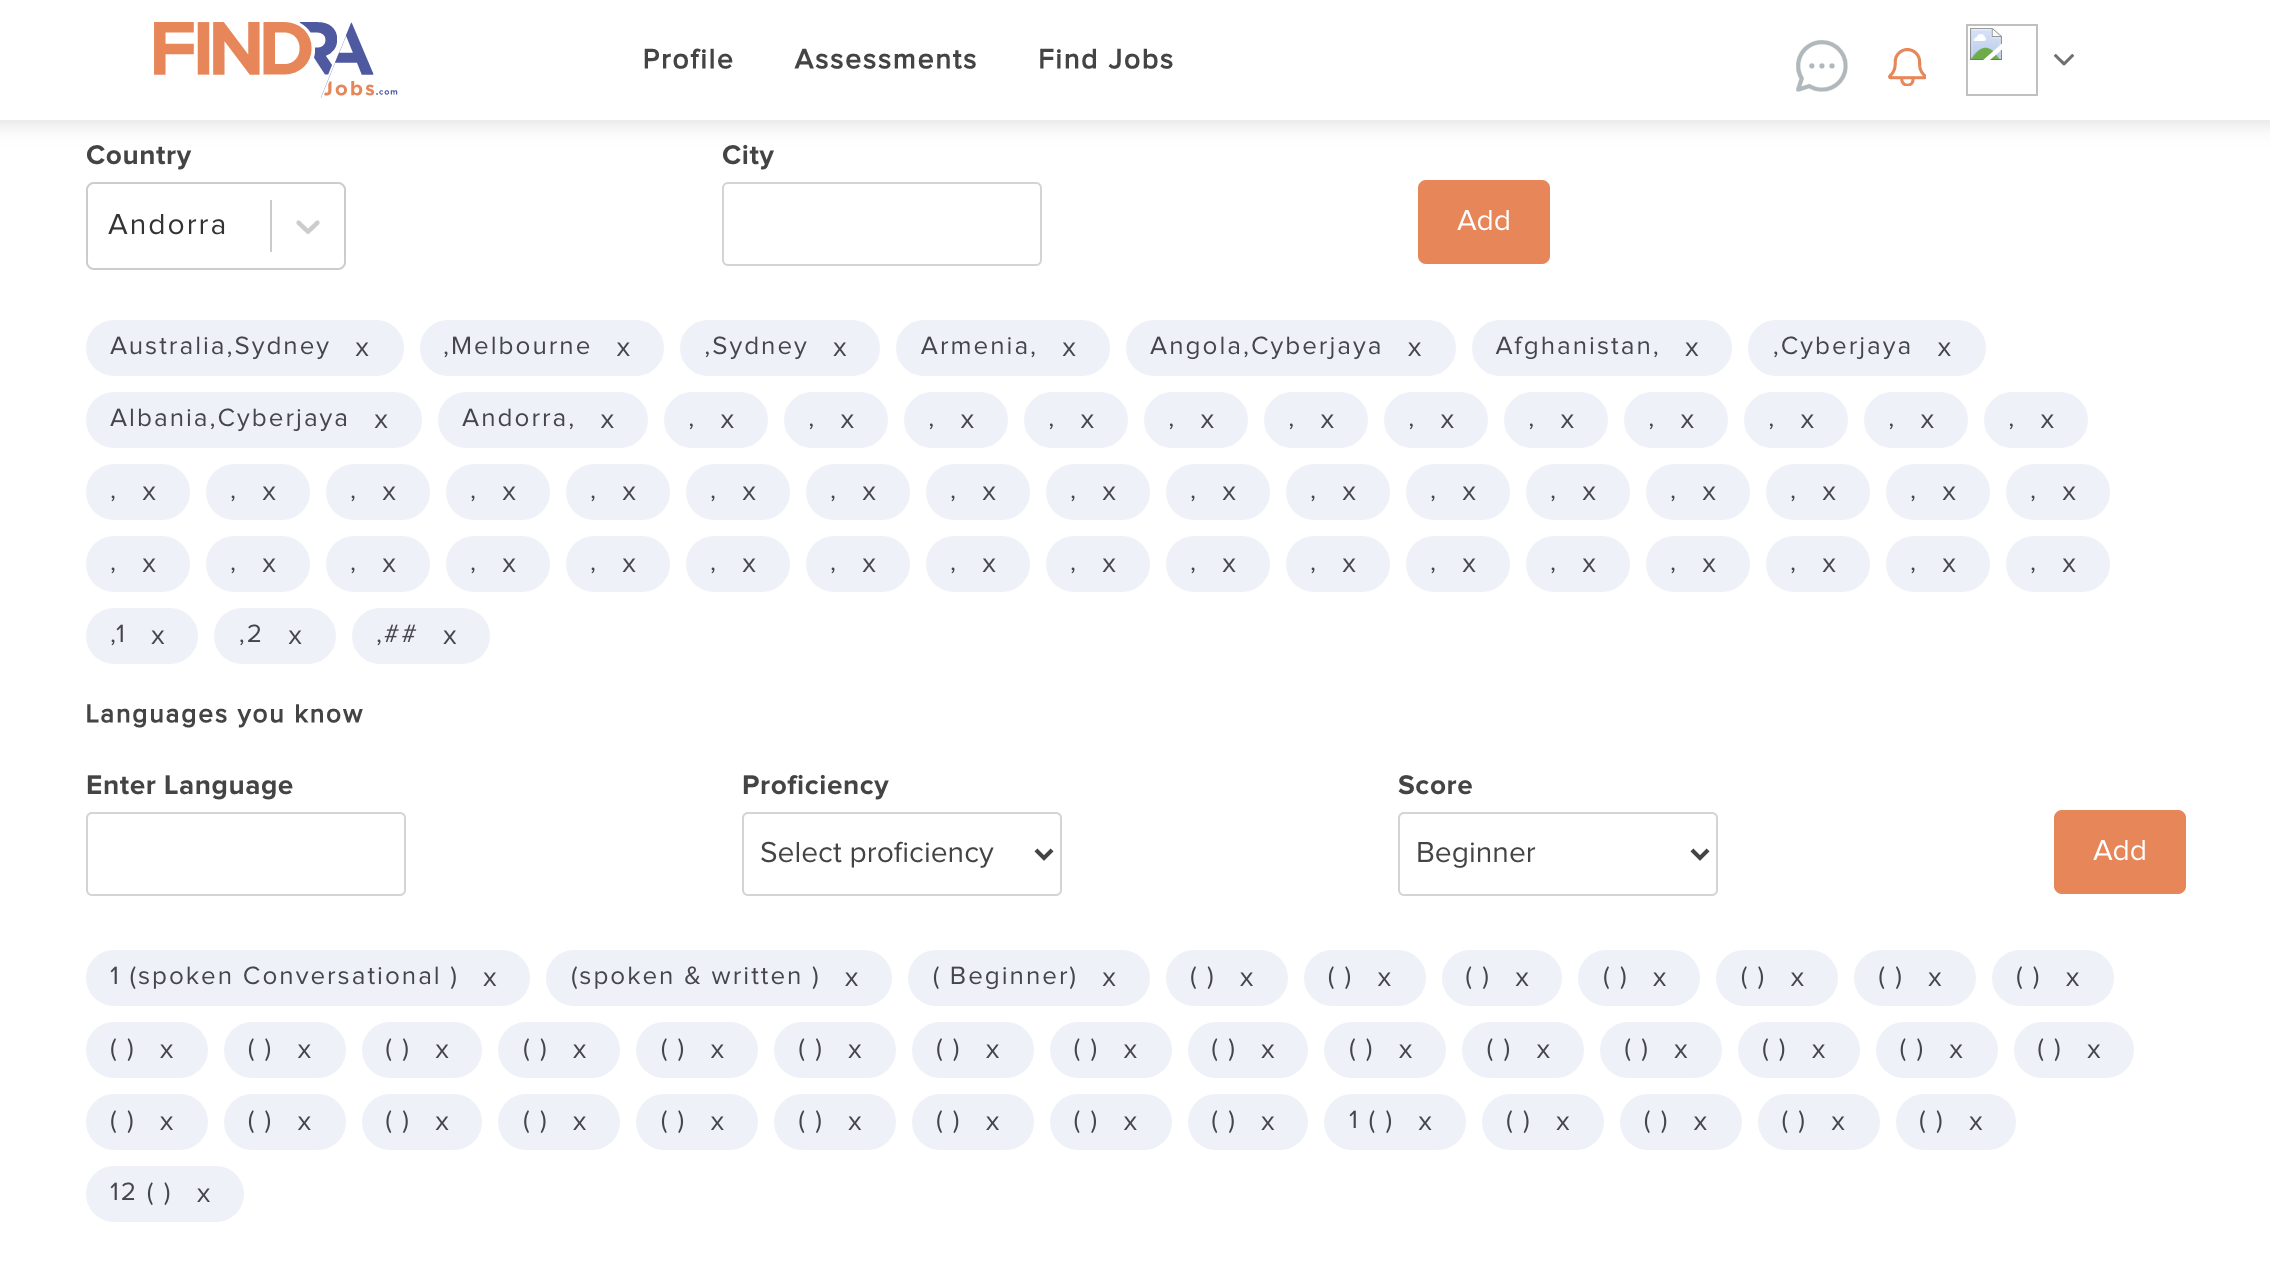 FINDRA
Jobs.com
Profile Assessments Find Jobs
Country City
Andorra Add
Australia,Sydney x ,Melbourne x ,Sydney x Armenia, x Angola,Cyberjaya x Afghanistan, x ,Cyberjaya x
Albania,Cyberjaya x Andorra, x , x , x , x , x , x , x , x , x , x , x , x , x
, x , x , x , x , x , x , x , x , x , x , x , x , x , x , x , x , x
, x , x , x , x , x , x , x , x , x , x , x , x , x , x , x , x , x
,1 x ,2 x ,## x
Languages you know
Enter Language Proficiency Score
Select proficiency Beginner Add
1 (spoken Conversational ) x (spoken & written ) x ( Beginner) x ( ) x ( ) x ( ) x ( ) x ( ) x ( ) x ( ) x
( ) x ( ) x ( ) x ( ) x ( ) x ( ) x ( ) x ( ) x ( ) x ( ) x ( ) x ( ) x ( ) x ( ) x ( ) x
( ) x ( ) x ( ) x ( ) x ( ) x ( ) x ( ) x ( ) x ( ) x 1 ( ) x ( ) x ( ) x ( ) x ( ) x
12 ( ) x